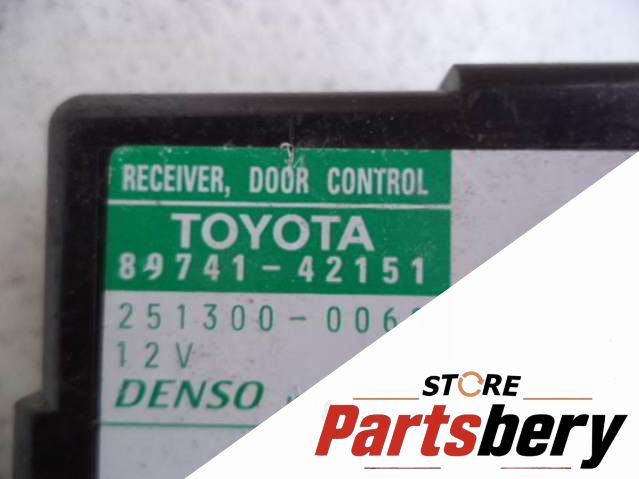 RECEIVER, DOOR CONTROL
TOYOTA
89741-42151
251300-006
12V
DENSO
STORE
Partsbery